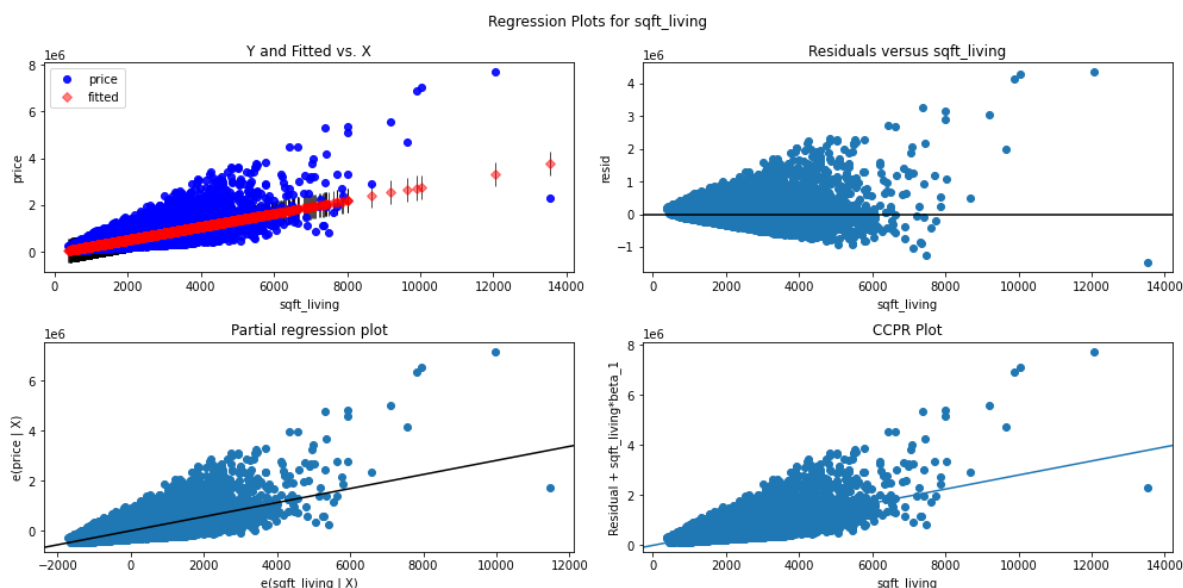 Regression Plots for sqft_living
Y and Fitted vs. X
1e6
8
6
4
2
0
price
price
fitted
0 2000 4000 6000 8000 10000 12000 14000
sqft_living
Residuals versus sqft_living
1e6
4
3
2
1
0
−1
resid
0 2000 4000 6000 8000 10000 12000 14000
sqft_living
Partial regression plot
1e6
6
4
2
0
e(price | X)
−2000 0 2000 4000 6000 8000 10000 12000
e(sqft_living | X)
CCPR Plot
1e6
8
6
4
2
0
Residual + sqft_living*beta_1
0 2000 4000 6000 8000 10000 12000 14000
sqft_living